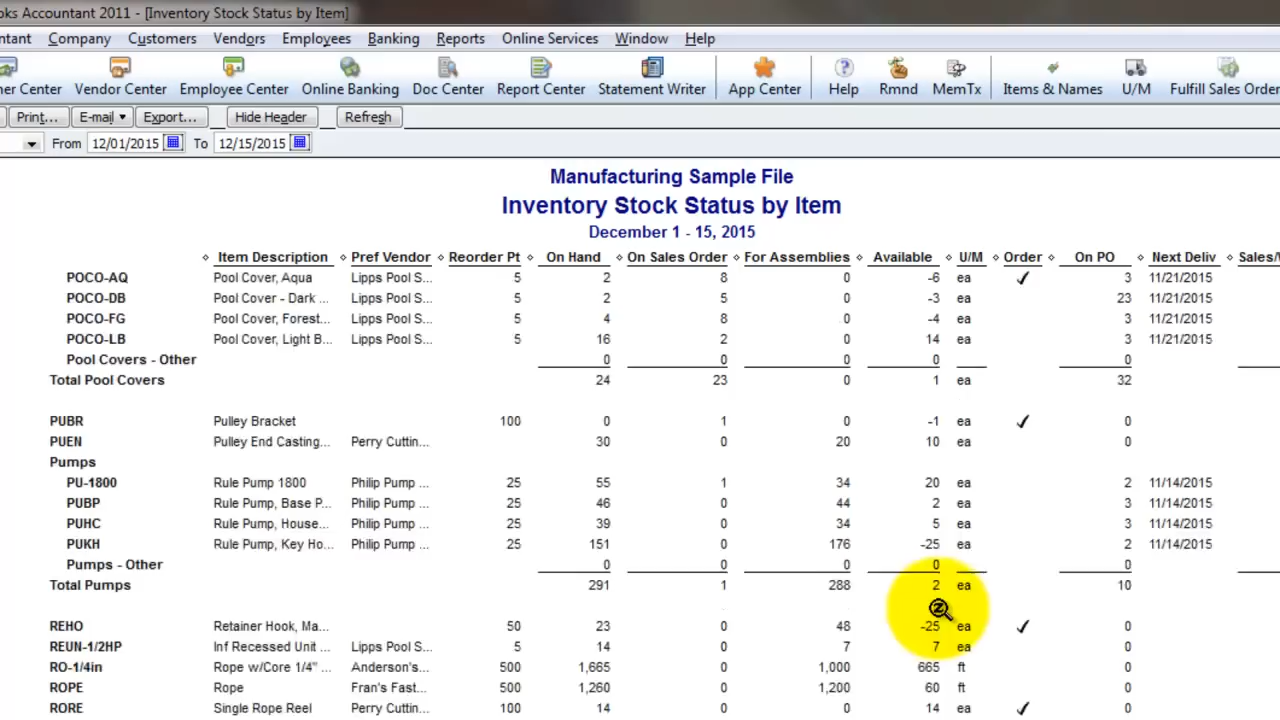 oks Accountant 2011 - [Inventory Stock Status by Item]
ntant Company Customers Vendors Employees Banking Reports Online Services Window Help
er Center Vendor Center Employee Center Online Banking Doc Center Report Center Statement Writer App Center Help Rmnd MemTx Items & Names U/M Fulfill Sales Order
Print... E-mail Export... Hide Header Refresh
From 12/01/2015 To 12/15/2015
Manufacturing Sample File
Inventory Stock Status by Item
December 1 - 15, 2015
Item Description Pref Vendor Reorder Pt On Hand On Sales Order For Assemblies Available U/M Order On PO Next Deliv Sales/
POCO-AQ Pool Cover, Aqua Lipps Pool S... 5 2 8 0 -6 ea ✓ 3 11/21/2015
POCO-DB Pool Cover - Dark ... Lipps Pool S... 5 2 5 0 -3 ea 23 11/21/2015
POCO-FG Pool Cover, Forest... Lipps Pool S... 5 4 8 0 -4 ea 3 11/21/2015
POCO-LB Pool Cover, Light B... Lipps Pool S... 5 16 2 0 14 ea 3 11/21/2015
Pool Covers - Other 0 0 0 0 0
Total Pool Covers 24 23 0 1 ea 32
PUBR Pulley Bracket 100 0 1 0 -1 ea ✓ 0
PUEN Pulley End Casting... Perry Cuttin... 30 0 20 10 ea 0
Pumps
PU-1800 Rule Pump 1800 Philip Pump ... 25 55 1 34 20 ea 2 11/14/2015
PUBP Rule Pump, Base P... Philip Pump ... 25 46 0 44 2 ea 3 11/14/2015
PUHC Rule Pump, House... Philip Pump ... 25 39 0 34 5 ea 3 11/14/2015
PUKH Rule Pump, Key Ho... Philip Pump ... 25 151 0 176 -25 ea 2 11/14/2015
Pumps - Other 0 0 0 0 0
Total Pumps 291 1 288 2 ea 10
REHO Retainer Hook, Ma... 50 23 0 48 -25 ea ✓ 0
REUN-1/2HP Inf Recessed Unit ... Lipps Pool S... 5 14 0 7 7 ea 0
RO-1/4in Rope w/Core 1/4" ... Anderson's... 500 1,665 0 1,000 665 ft 0
ROPE Rope Fran's Fast... 500 1,260 0 1,200 60 ft 0
RORE Single Rope Reel Perry Cuttin... 100 14 0 0 14 ea ✓ 0